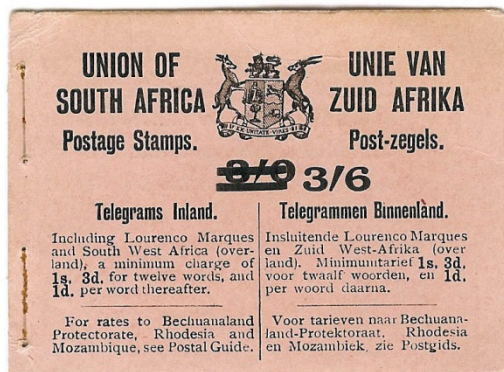 UNION OF
SOUTH AFRICA
Postage Stamps.
UNIE VAN
ZUID AFRIKA
Post-zegels.
EX UNITATE VIRES
3/6
Telegrams Inland.
Including Lourenco Marques
and South West Africa (over-
land), a minimum charge of
1s. 3d. for twelve words, and
1d. per word thereafter.
For rates to Bechuanaland
Protectorate, Rhodesia and
Mozambique, see Postal Guide.
Telegrammen Binnenland.
Insluitende Lourenco Marques
en Zuid West-Afrika (over
land). Minimumtarief 1s. 3d.
voor twaalf woorden, en 1d.
per woord daarna.
Voor tarieven naar Bechuana-
land-Protektoraat, Rhodesia
en Mozambiek, zie Postgids.